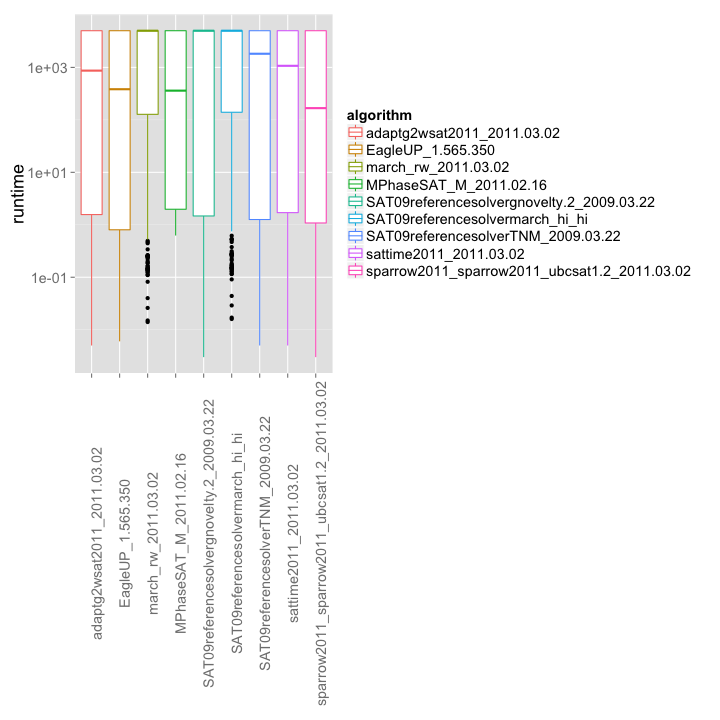 runtime
1e+03
1e+01
1e-01
adaptg2wsat2011_2011.03.02
EagleUP_1.565.350
march_rw_2011.03.02
MPhaseSAT_M_2011.02.16
SAT09referencesolvergnovelty.2_2009.03.22
SAT09referencesolvermarch_hi_hi
SAT09referencesolverTNM_2009.03.22
sattime2011_2011.03.02
sparrow2011_sparrow2011_ubcsat1.2_2011.03.02
algorithm
adaptg2wsat2011_2011.03.02
EagleUP_1.565.350
march_rw_2011.03.02
MPhaseSAT_M_2011.02.16
SAT09referencesolvergnovelty.2_2009.03.22
SAT09referencesolvermarch_hi_hi
SAT09referencesolverTNM_2009.03.22
sattime2011_2011.03.02
sparrow2011_sparrow2011_ubcsat1.2_2011.03.02